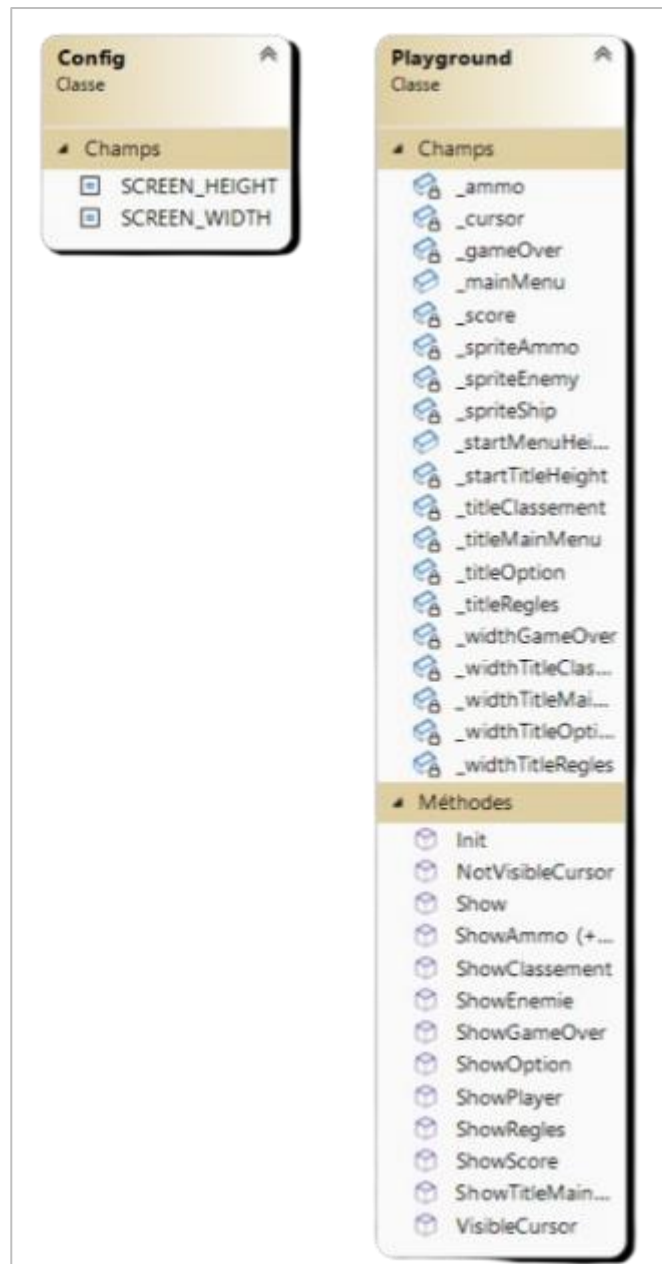 Config
Classe
Champs
SCREEN_HEIGHT
SCREEN_WIDTH
Playground
Classe
Champs
_ammo
_cursor
_gameOver
_mainMenu
_score
_spriteAmmo
_spriteEnemy
_spriteShip
_startMenuHei...
_startTitleHeight
_titleClassement
_titleMainMenu
_titleOption
_titleRegles
_widthGameOver
_widthTitleClas...
_widthTitleMai...
_widthTitleOpti...
_widthTitleRegles
Méthodes
Init
NotVisibleCursor
Show
ShowAmmo (+...
ShowClassement
ShowEnemie
ShowGameOver
ShowOption
ShowPlayer
ShowRegles
ShowScore
ShowTitleMain...
VisibleCursor